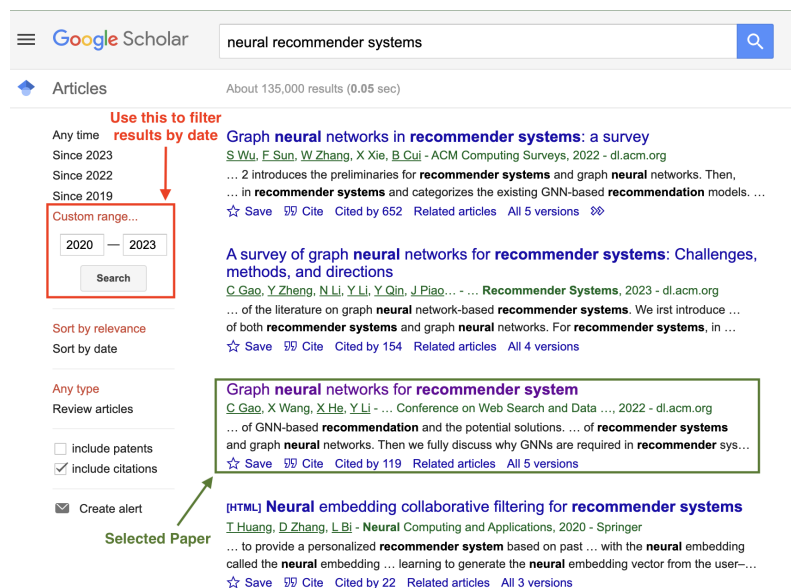 Google Scholar
neural recommender systems
Articles
About 135,000 results (0.05 sec)
Use this to filter
results by date
Any time
Since 2023
Since 2022
Since 2019
Custom range...
2020 — 2023
Search
Sort by relevance
Sort by date
Any type
Review articles
include patents
include citations
Create alert
Graph neural networks in recommender systems: a survey
S Wu, F Sun, W Zhang, X Xie, B Cui - ACM Computing Surveys, 2022 - dl.acm.org
… 2 introduces the preliminaries for recommender systems and graph neural networks. Then,
… in recommender systems and categorizes the existing GNN-based recommendation models. …
Save Cite Cited by 652 Related articles All 5 versions
A survey of graph neural networks for recommender systems: Challenges,
methods, and directions
C Gao, Y Zheng, N Li, Y Li, Y Qin, J Piao… - … Recommender Systems, 2023 - dl.acm.org
… of the literature on graph neural network-based recommender systems. We irst introduce …
of both recommender systems and graph neural networks. For recommender systems, in …
Save Cite Cited by 154 Related articles All 4 versions
Graph neural networks for recommender system
C Gao, X Wang, X He, Y Li - … Conference on Web Search and Data …, 2022 - dl.acm.org
… of GNN-based recommendation and the potential solutions. … of recommender systems
and graph neural networks. Then we fully discuss why GNNs are required in recommender sys…
Save Cite Cited by 119 Related articles All 5 versions
Selected Paper
[HTML] Neural embedding collaborative filtering for recommender systems
T Huang, D Zhang, L Bi - Neural Computing and Applications, 2020 - Springer
… to provide a personalized recommender system based on past … with the neural embedding
called the neural embedding … learning to generate the neural embedding vector from the user–…
Save Cite Cited by 22 Related articles All 3 versions